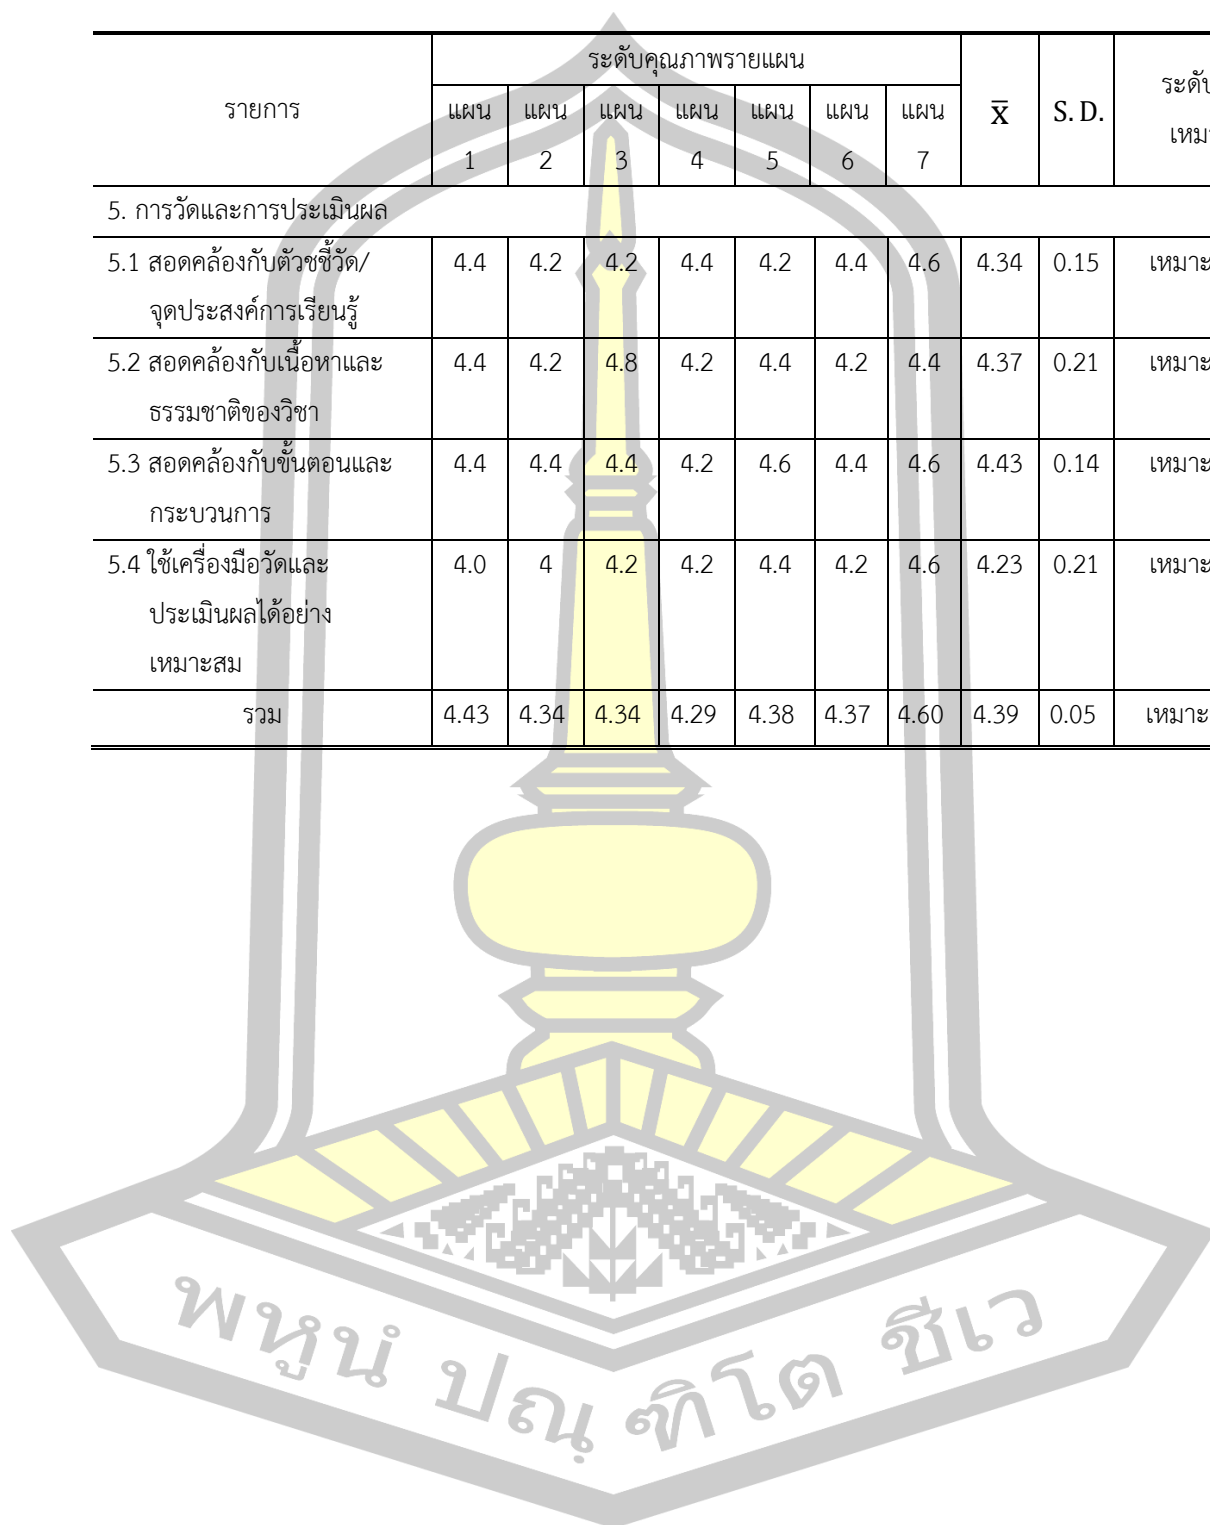 รายการ ระดับคุณภาพรายแผน x̅ S. D.
แผน 1 แผน 2 แผน 3 แผน 4 แผน 5 แผน 6 แผน 7
5. การวัดและการประเมินผล
5.1 สอดคล้องกับตัวชชี้วัด/ 4.4 4.2 4.2 4.4 4.2 4.4 4.6 4.34 0.15
จุดประสงค์การเรียนรู้
5.2 สอดคล้องกับเนื้อหาและ 4.4 4.2 4.8 4.2 4.4 4.2 4.4 4.37 0.21
ธรรมชาติของวิชา
5.3 สอดคล้องกับขั้นตอนและ 4.4 4.4 4.4 4.2 4.6 4.4 4.6 4.43 0.14
กระบวนการ
5.4 ใช้เครื่องมือวัดและ 4.0 4 4.2 4.2 4.4 4.2 4.6 4.23 0.21
ประเมินผลได้อย่าง
เหมาะสม
รวม 4.43 4.34 4.34 4.29 4.38 4.37 4.60 4.39 0.05
พหูนํ ปณฺ ฑิโต ชีเว